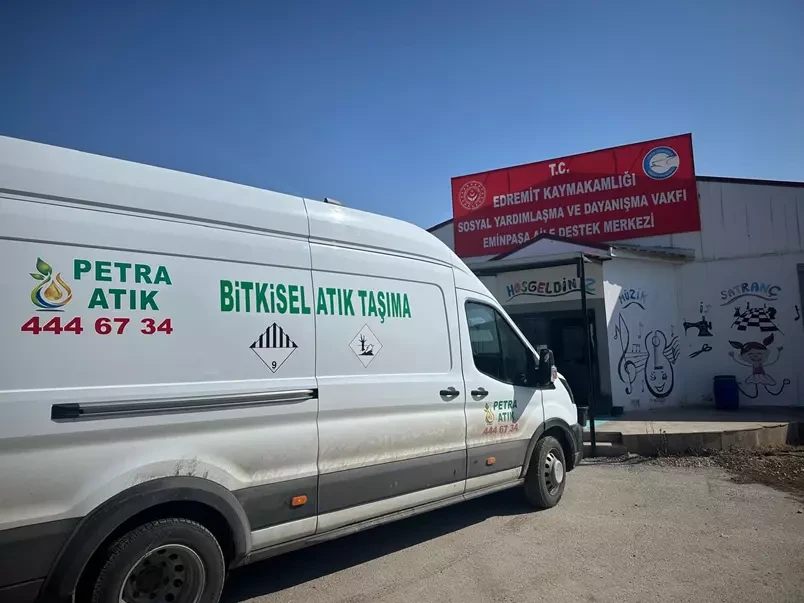 T.C.
EDREMİT KAYMAKAMLIĞI
SOSYAL YARDIMLAŞMA VE DAYANIŞMA VAKFI
EMİNPAŞA AİLE DESTEK MERKEZİ
HOŞGELDİNİZ
MÜZİK
SATRANÇ
PETRA
ATIK
444 67 34
BİTKİSEL ATIK TAŞIMA
9
PETRA
ATIK
444 67 34